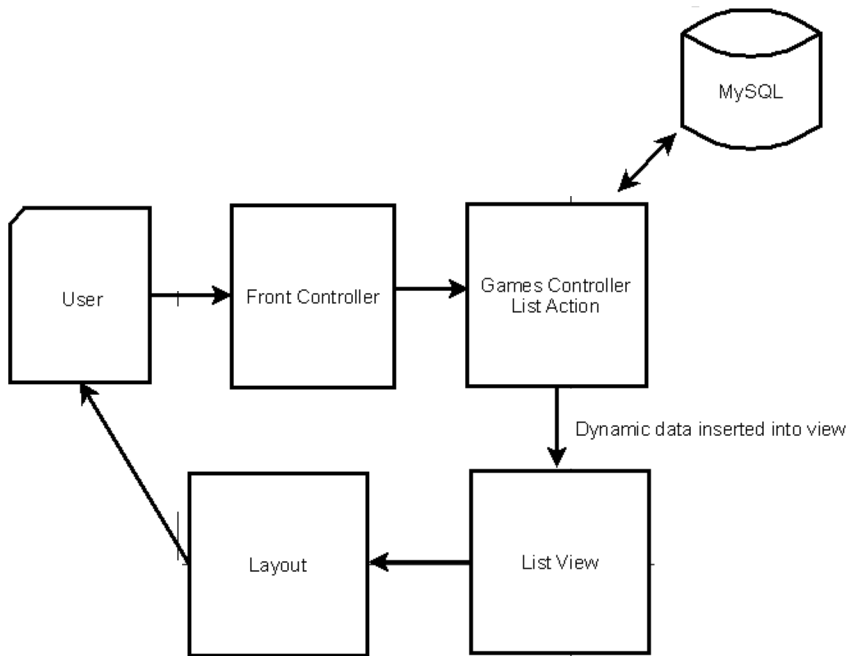 MySQL
User
Front Controller
Games Controller
List Action
Dynamic data inserted into view
Layout
List View